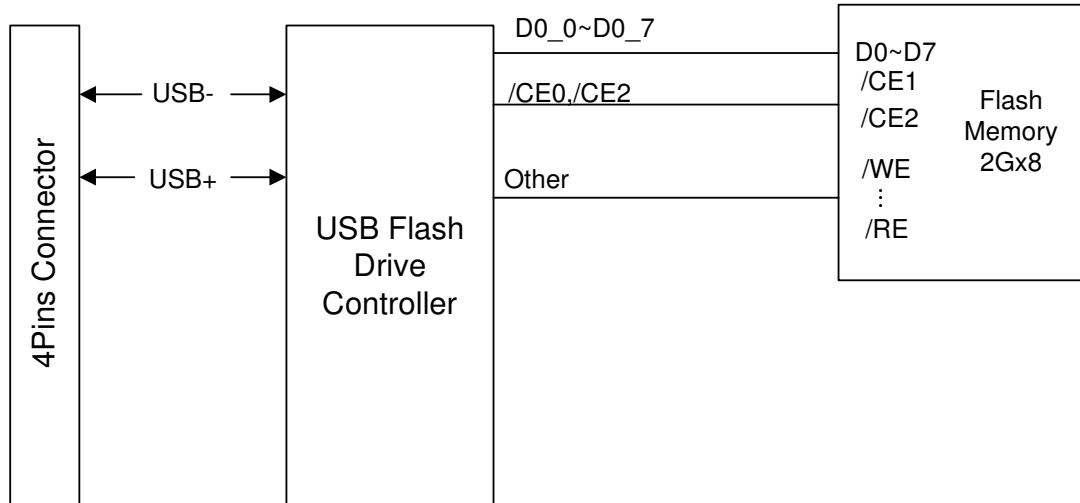 4Pins Connector
USB-
USB+
USB Flash
Drive
Controller
D0_0~D0_7
/CE0,/CE2
Other
D0~D7
/CE1
/CE2
/WE
⋮
/RE
Flash
Memory
2Gx8